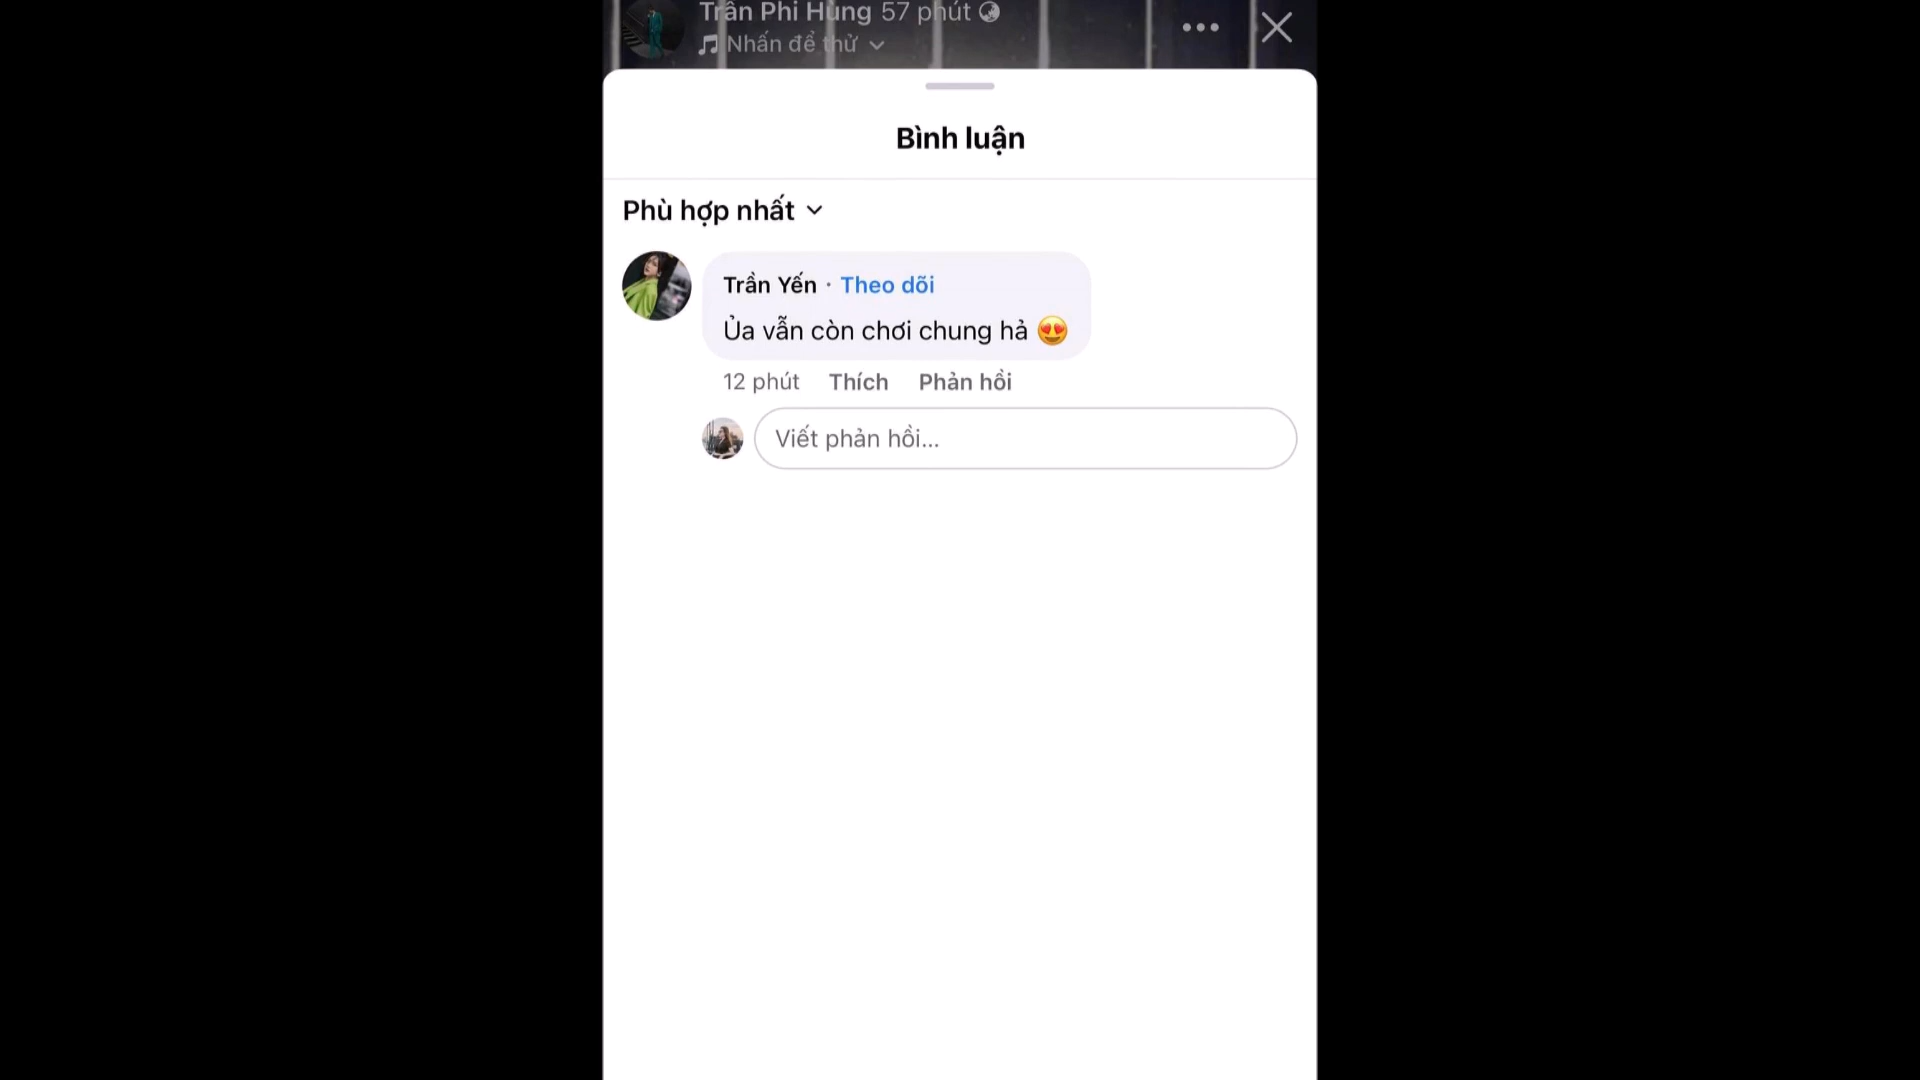 Trần Phi Hùng 57 phút
Nhấn để thử
Bình luận
Phù hợp nhất
Trần Yến · Theo dõi
Ủa vẫn còn chơi chung hả 😍
12 phút Thích Phản hồi
Viết phản hồi...